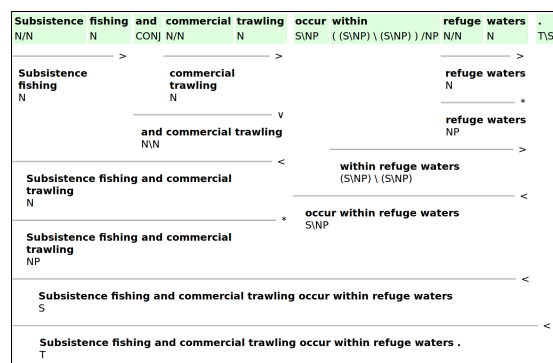 Subsistence fishing and commercial trawling occur within refuge waters .
N/N N CONJ N/N N S\NP ( (S\NP) \ (S\NP) ) /NP N/N N T\S
> > >
Subsistence commercial refuge waters
fishing trawling N
N N
*
v refuge waters
and commercial trawling NP
N\N
>
< within refuge waters
Subsistence fishing and commercial (S\NP) \ (S\NP)
trawling
N
<
occur within refuge waters
* S\NP
Subsistence fishing and commercial
trawling
NP
<
Subsistence fishing and commercial trawling occur within refuge waters
S
<
Subsistence fishing and commercial trawling occur within refuge waters .
T